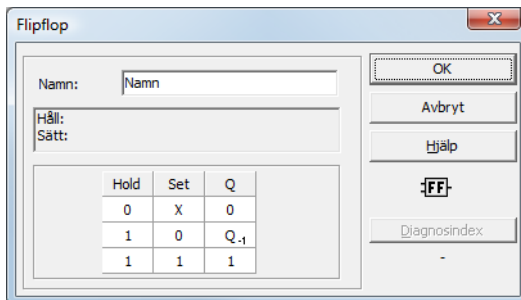 Flipflop
Namn: Namn
Håll:
Sätt:
Hold Set Q
0 X 0
1 0 Q-1
1 1 1
OK
Avbryt
Hjälp
FF
Diagnosindex
-